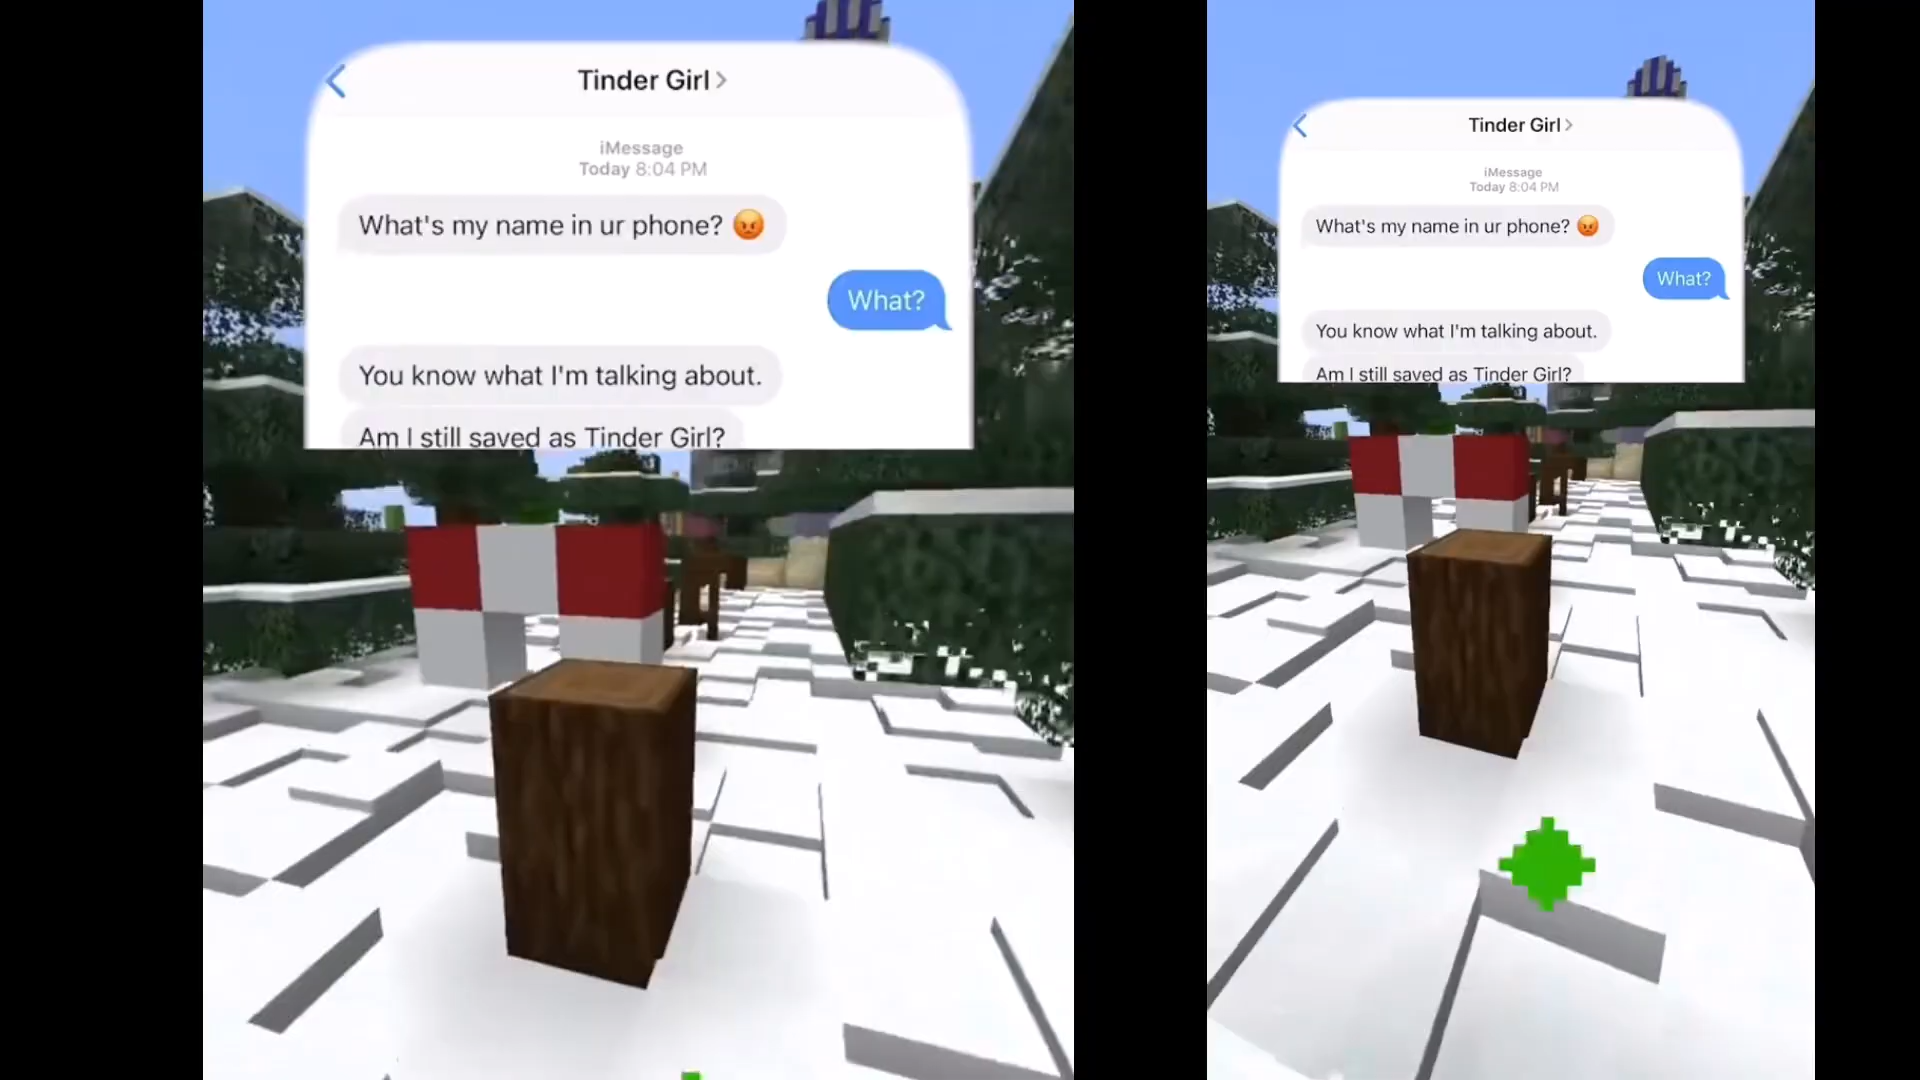 Tinder Girl
iMessage
Today 8:04 PM
What's my name in ur phone? 😡
What?
You know what I'm talking about.
Am I still saved as Tinder Girl?
Tinder Girl
iMessage
Today 8:04 PM
What's my name in ur phone? 😡
What?
You know what I'm talking about.
Am I still saved as Tinder Girl?